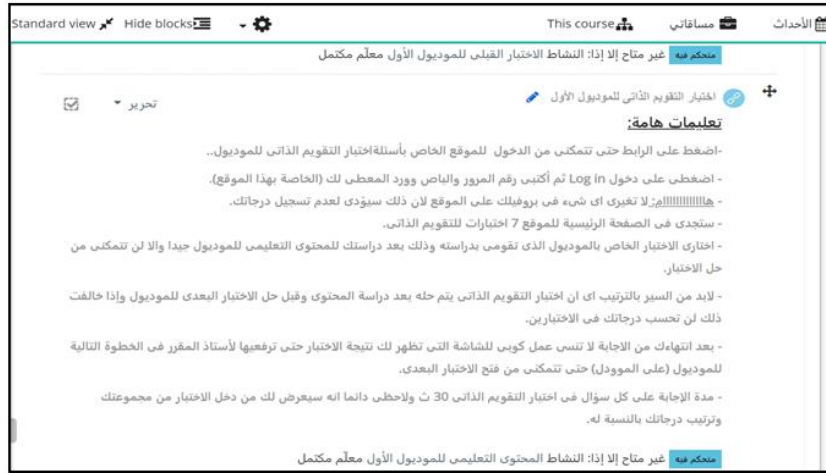 الأحداث مساقاتي This course Hide blocks Standard view
متحكم فيه غير متاح إلا إذا: النشاط الاختبار القبلى للموديول الأول معلّم مكتمل
اختبار التقويم الذاتى للموديول الأول
تحرير
تعليمات هامة:
-اضغط على الرابط حتى تتمكنى من الدخول للموقع الخاص بأسئلةاختبار التقويم الذاتى للموديول..
- اضغطى على دخول Log in ثم أكتبى رقم المرور والباص وورد المعطى لك (الخاصة بهذا الموقع).
- هااااااااااام: لا تغيرى اى شىء فى بروفيلك على الموقع لان ذلك سيؤدى لعدم تسجيل درجاتك.
- ستجدى فى الصفحة الرئيسية للموقع 7 اختبارات للتقويم الذاتى.
- اختارى الاختبار الخاص بالموديول الذى تقومى بدراسته وذلك بعد دراستك للمحتوى التعليمى للموديول جيدا والا لن تتمكنى من
حل الاختبار.
- لابد من السير بالترتيب اى ان اختبار التقويم الذاتى يتم حله بعد دراسة المحتوى وقبل حل الاختبار البعدى للموديول وإذا خالفت
ذلك لن تحسب درجاتك فى الاختبارين.
- بعد انتهاءك من الاجابة لا تنسى عمل كوبى للشاشة التى تظهر لك نتيجة الاختبار حتى ترفعيها لأستاذ المقرر فى الخطوة التالية
للموديول (على الموودل) حتى تتمكنى من فتح الاختبار البعدى.
- مدة الإجابة على كل سؤال فى اختبار التقويم الذاتى 30 ث ولاحظى دائما انه سيعرض لك من دخل الاختبار من مجموعتك
وترتيب درجاتك بالنسبة له.
متحكم فيه غير متاح إلا إذا: النشاط المحتوى التعليمى للموديول الأول معلّم مكتمل